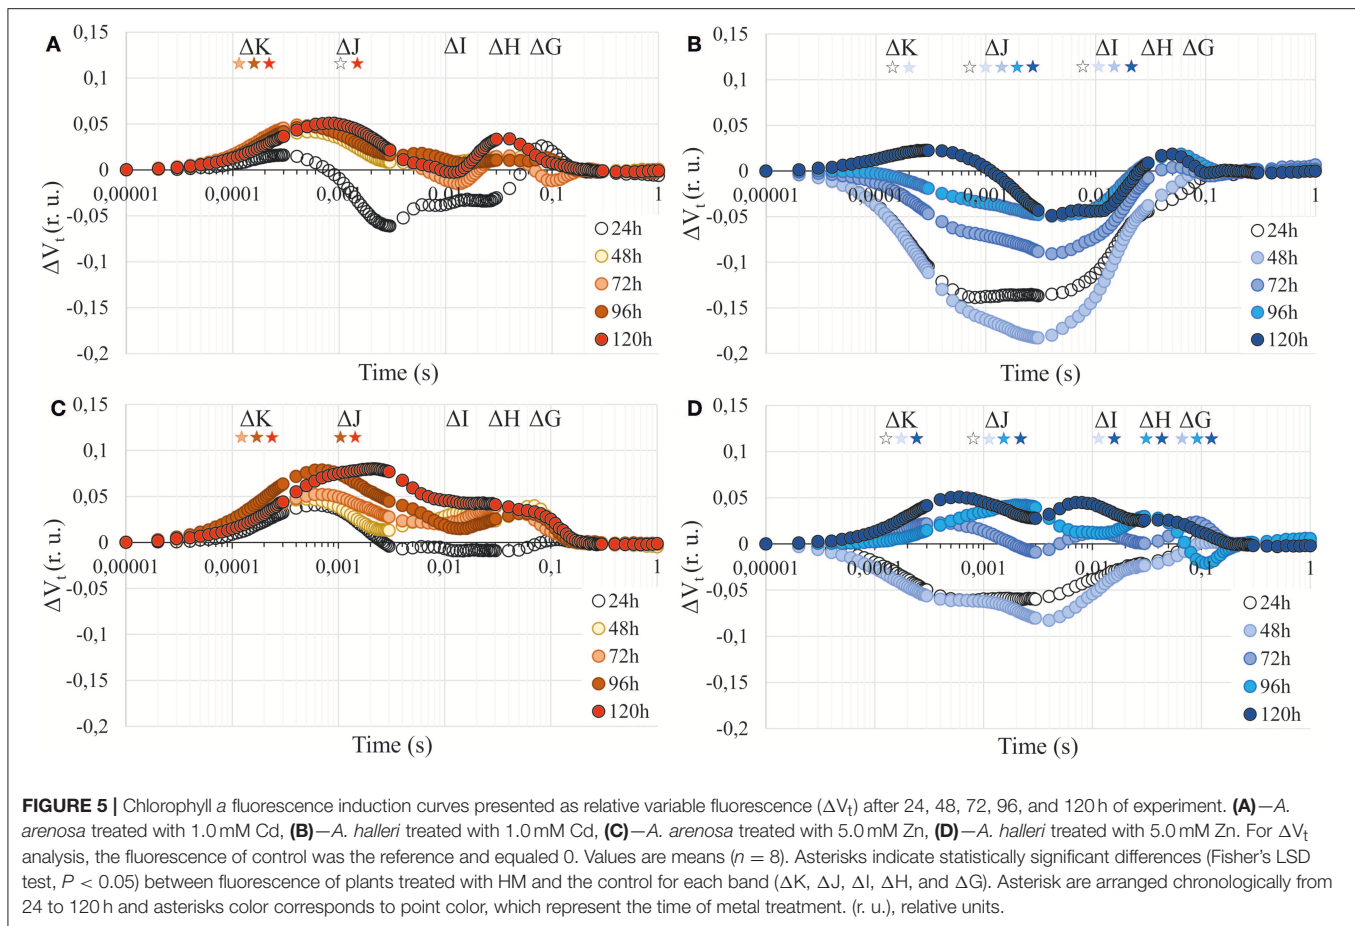 A
ΔK ΔJ ΔI ΔH ΔG
☆
★★★ ☆★
0,15
0,1
0,05
0
-0,05
-0,1
-0,15
-0,2
0,00001 0,0001 0,001 0,01 0,1 1
ΔVt (r. u.)
Time (s)
24h
48h
72h
96h
120h
B
ΔK ΔJ ΔI ΔH ΔG
☆★ ☆★★★★ ☆★★★
0,15
0,1
0,05
0
-0,05
-0,1
-0,15
-0,2
0,00001 0,0001 0,001 0,01 0,1 1
ΔVt (r. u.)
Time (s)
24h
48h
72h
96h
120h
C
ΔK ΔJ ΔI ΔH ΔG
★★★ ★★
0,15
0,1
0,05
0
-0,05
-0,1
-0,15
-0,2
0,00001 0,0001 0,001 0,01 0,1 1
ΔVt (r. u.)
Time (s)
24h
48h
72h
96h
120h
D
ΔK ΔJ ΔI ΔH ΔG
☆★★ ☆★★★ ★★ ★★ ★★★
0,15
0,1
0,05
0
-0,05
-0,1
-0,15
-0,2
0,00001 0,0001 0,001 0,01 0,1 1
ΔVt (r. u.)
Time (s)
24h
48h
72h
96h
120h
FIGURE 5 | Chlorophyll a fluorescence induction curves presented as relative variable fluorescence (ΔVt) after 24, 48, 72, 96, and 120 h of experiment. (A)—A.
arenosa treated with 1.0 mM Cd, (B)—A. halleri treated with 1.0 mM Cd, (C)—A. arenosa treated with 5.0 mM Zn, (D)—A. halleri treated with 5.0 mM Zn. For ΔVt
analysis, the fluorescence of control was the reference and equaled 0. Values are means (n = 8). Asterisks indicate statistically significant differences (Fisher's LSD
test, P < 0.05) between fluorescence of plants treated with HM and the control for each band (ΔK, ΔJ, ΔI, ΔH, and ΔG). Asterisk are arranged chronologically from
24 to 120 h and asterisks color corresponds to point color, which represent the time of metal treatment. (r. u.), relative units.